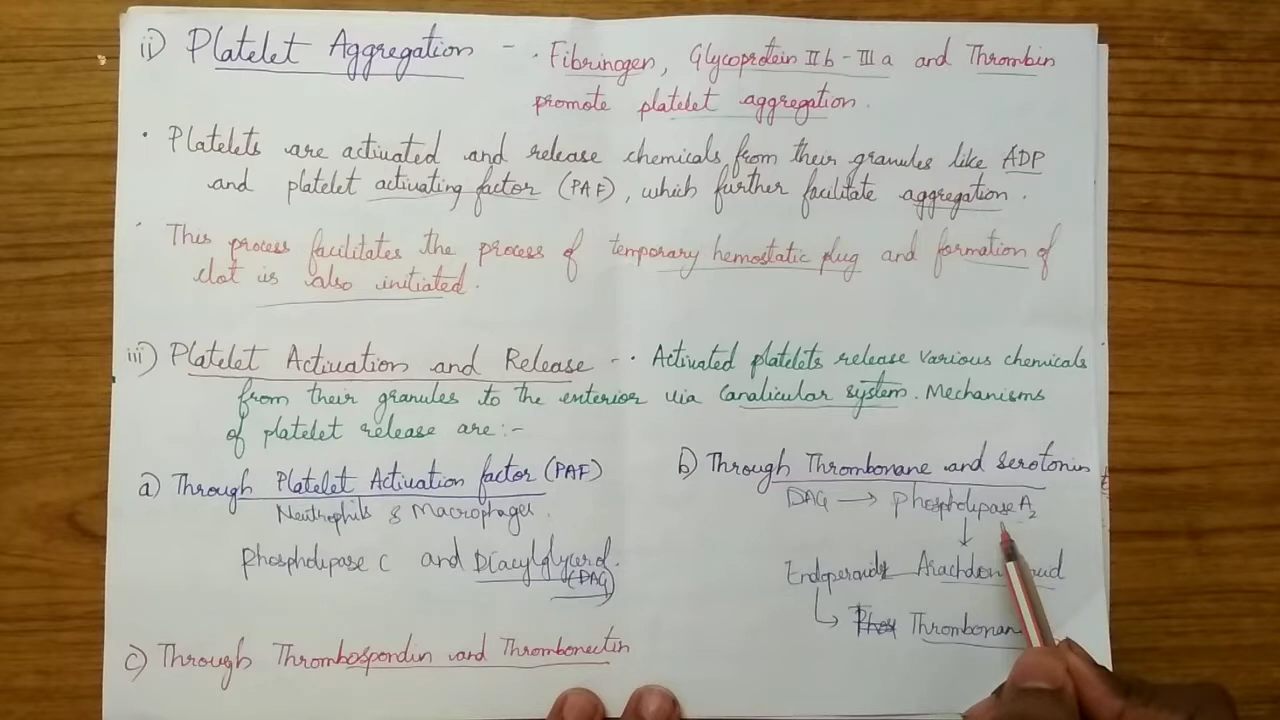 ii) Platelet Aggregation - · Fibrinogen, Glycoprotein IIb - IIIa and Thrombin
promote platelet aggregation.
· Platelets are activated and release chemicals from their granules like ADP
and platelet activating factor (PAF), which further facilitate aggregation.
· This process facilitates the process of temporary hemostatic plug and formation of
clot is also initiated.
iii) Platelet Activation and Release - · Activated platelets release various chemicals
from their granules to the exterior via Canalicular system. Mechanisms
of platelet release are:-
a) Through Platelet Activation factor (PAF)
Neutrophils & Macrophages.
Phospholipase C and Diacylglycerol.
(DAG)
b) Through Thromboxane and Serotonin
DAG → Phospholipase A2
↓
Endoperoxide Arachidon
Thromboxan
c) Through Thrombospondin and Thrombonectin